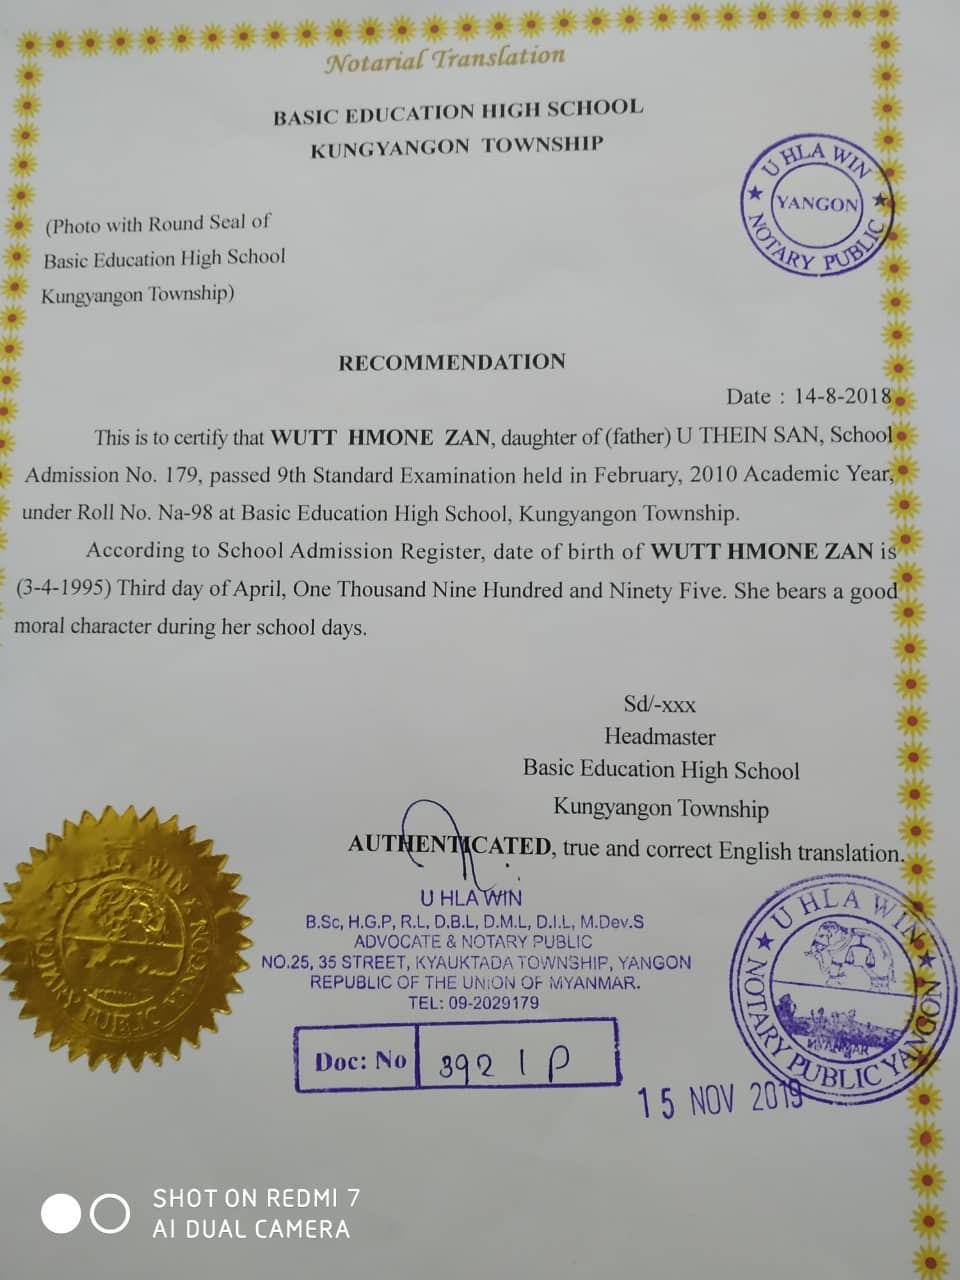 Notarial Translation
BASIC EDUCATION HIGH SCHOOL
KUNGYANGON TOWNSHIP
U HLA WIN
YANGON
NOTARY PUBLIC
(Photo with Round Seal of
Basic Education High School
Kungyangon Township)
RECOMMENDATION
Date : 14-8-2018
This is to certify that WUTT HMONE ZAN, daughter of (father) U THEIN SAN, School
Admission No. 179, passed 9th Standard Examination held in February, 2010 Academic Year,
under Roll No. Na-98 at Basic Education High School, Kungyangon Township.
According to School Admission Register, date of birth of WUTT HMONE ZAN is
(3-4-1995) Third day of April, One Thousand Nine Hundred and Ninety Five. She bears a good
moral character during her school days.
Sd/-xxx
Headmaster
Basic Education High School
Kungyangon Township
AUTHENTICATED, true and correct English translation.
U HLA WIN
B.Sc, H.G.P, R.L, D.B.L, D.M.L, D.I.L, M.Dev.S
ADVOCATE & NOTARY PUBLIC
NO.25, 35 STREET, KYAUKTADA TOWNSHIP, YANGON
REPUBLIC OF THE UNION OF MYANMAR.
TEL: 09-2029179
Doc: No 392 1 P
15 NOV 2019
U HLA WIN
NOTARY PUBLIC YANGON
MYANMAR
U HLA WIN
NOTARY PUBLIC YANGON
SHOT ON REDMI 7
AI DUAL CAMERA